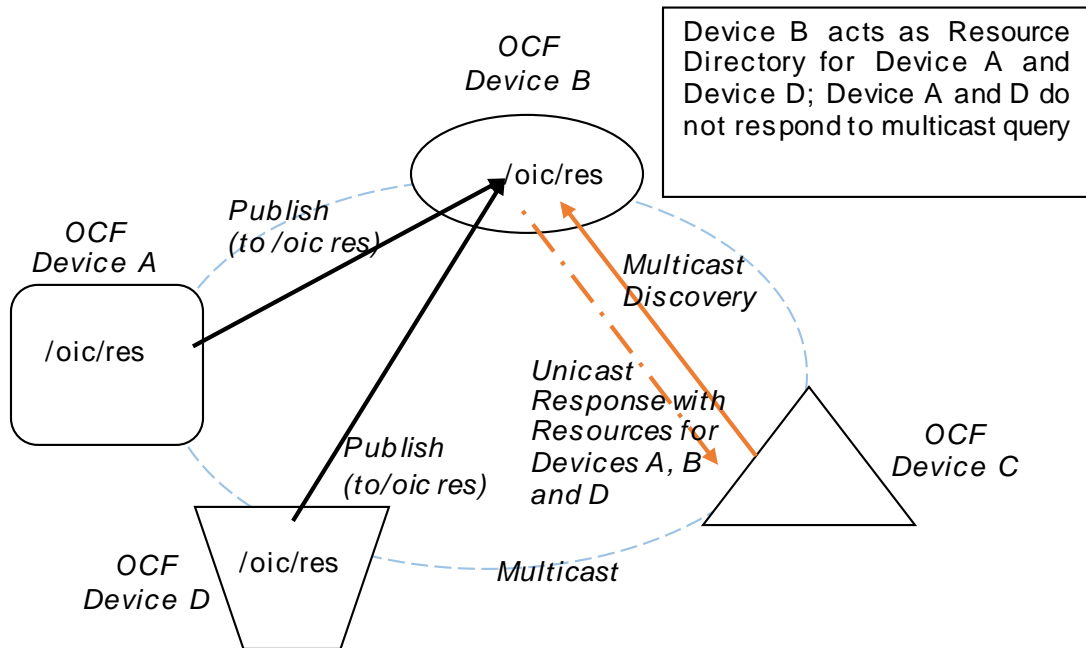 OCF
Device B
Device B acts as Resource
Directory for Device A and
Device D; Device A and D do
not respond to multicast query
/oic/res
Publish
(to /oic res)
OCF
Device A
Multicast
Discovery
/oic/res
Unicast
Response with
Resources for
Devices A, B
and D
OCF
Device C
Publish
(to/oic res)
/oic/res
OCF
Device D
Multicast